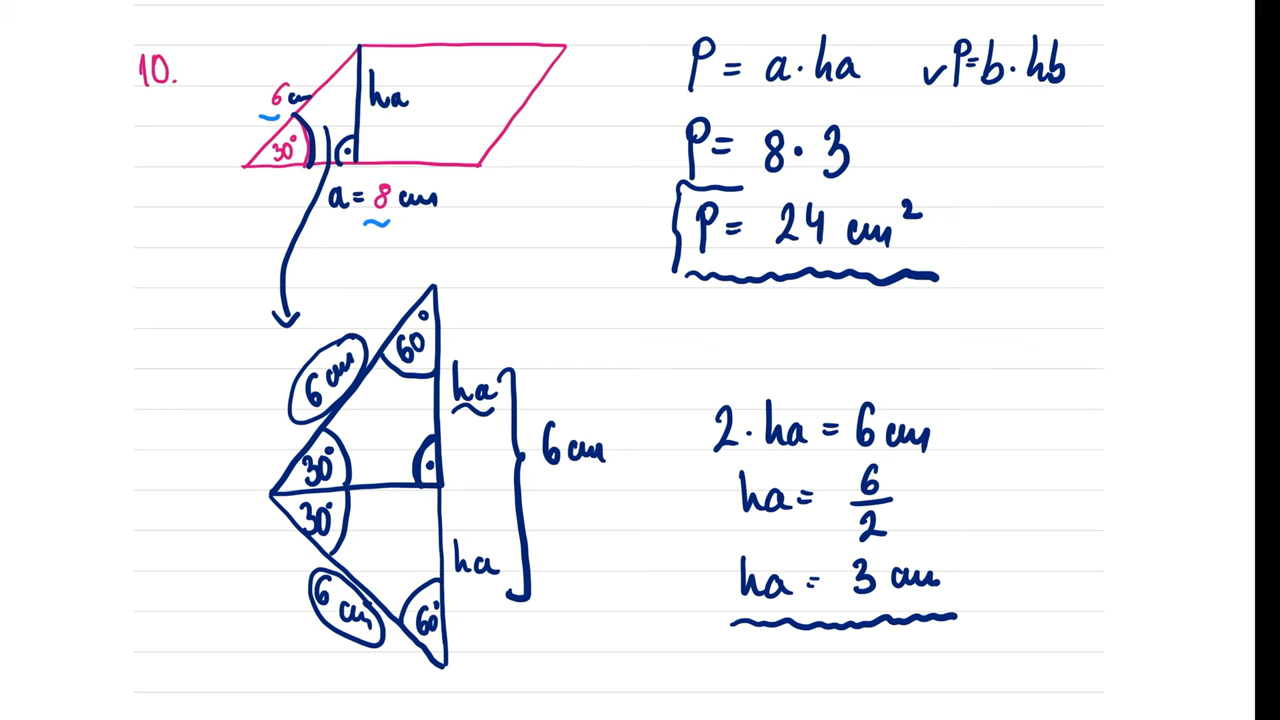 10.
6 cm
ha
30°
a = 8 cm
P = a · ha ✓ P = b · hb
P = 8 · 3
P = 24 cm²
60°
6 cm
ha
30°
6 cm
30°
ha
6 cm
60°
2 · ha = 6 cm
ha = 6/2
ha = 3 cm